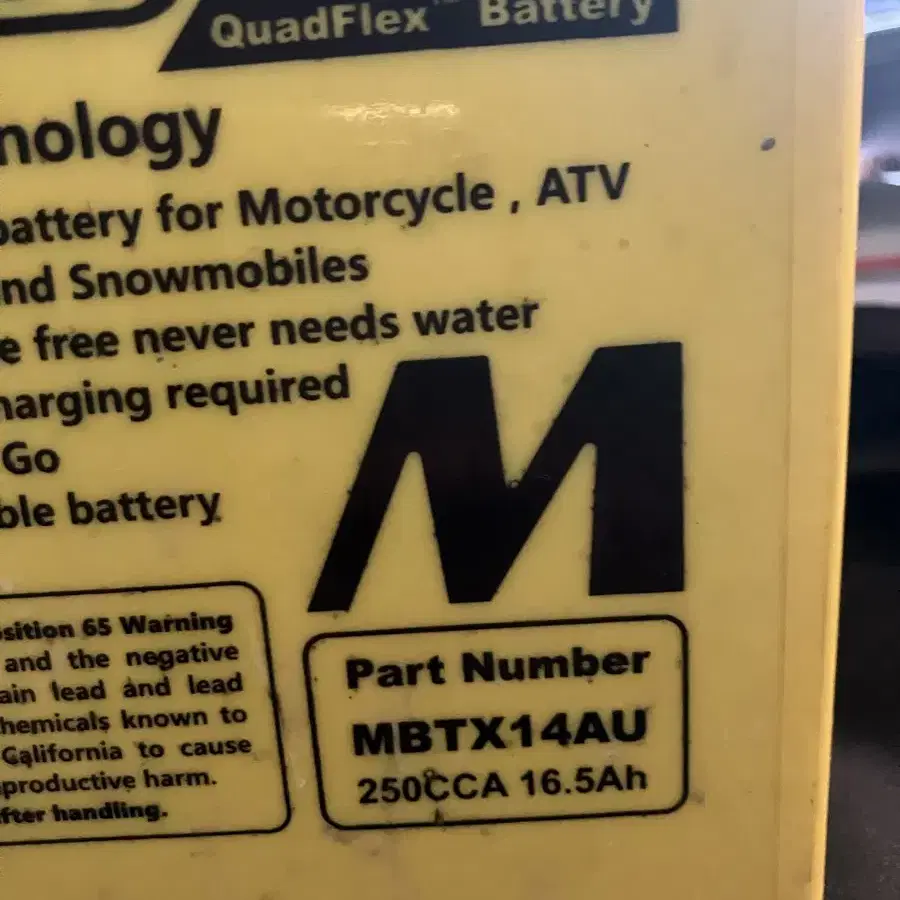 QuadFlex™ Battery
nology
battery for Motorcycle , ATV
nd Snowmobiles
e free never needs water
harging required
Go
ble battery
M
sition 65 Warning
and the negative
ain lead and lead
hemicals known to
California to cause
productive harm.
fter handling.
Part Number
MBTX14AU
250CCA 16.5Ah